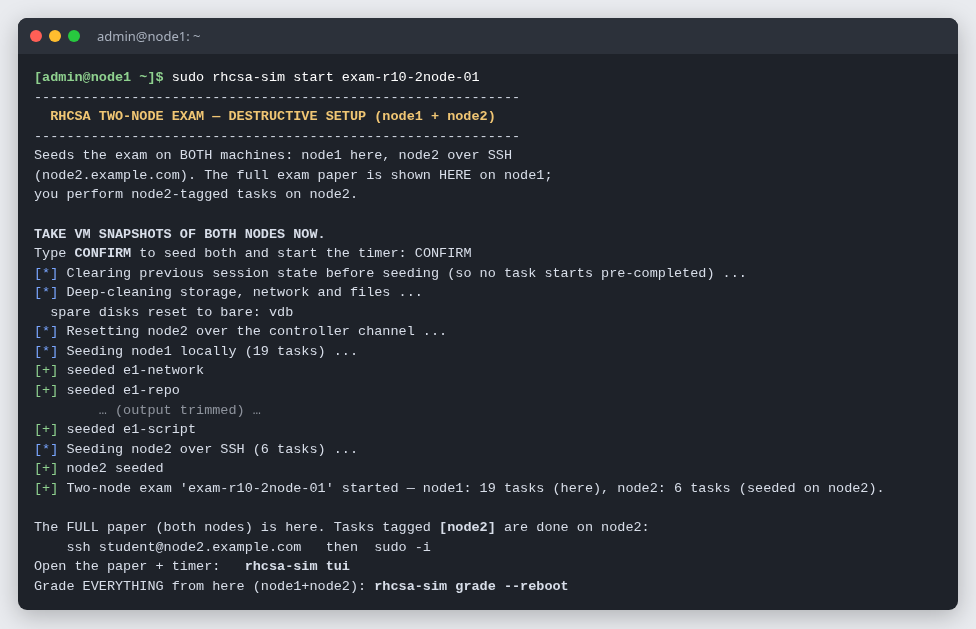 admin@node1: ~
[admin@node1 ~]$ sudo rhcsa-sim start exam-r10-2node-01
------------------------------------------------------------
RHCSA TWO-NODE EXAM — DESTRUCTIVE SETUP (node1 + node2)
------------------------------------------------------------
Seeds the exam on BOTH machines: node1 here, node2 over SSH
(node2.example.com). The full exam paper is shown HERE on node1;
you perform node2-tagged tasks on node2.
TAKE VM SNAPSHOTS OF BOTH NODES NOW.
Type CONFIRM to seed both and start the timer: CONFIRM
[*] Clearing previous session state before seeding (so no task starts pre-completed) ...
[*] Deep-cleaning storage, network and files ...
spare disks reset to bare: vdb
[*] Resetting node2 over the controller channel ...
[*] Seeding node1 locally (19 tasks) ...
[+] seeded e1-network
[+] seeded e1-repo
… (output trimmed) …
[+] seeded e1-script
[*] Seeding node2 over SSH (6 tasks) ...
[+] node2 seeded
[+] Two-node exam 'exam-r10-2node-01' started — node1: 19 tasks (here), node2: 6 tasks (seeded on node2).
The FULL paper (both nodes) is here. Tasks tagged [node2] are done on node2:
ssh student@node2.example.com   then  sudo -i
Open the paper + timer:   rhcsa-sim tui
Grade EVERYTHING from here (node1+node2): rhcsa-sim grade --reboot